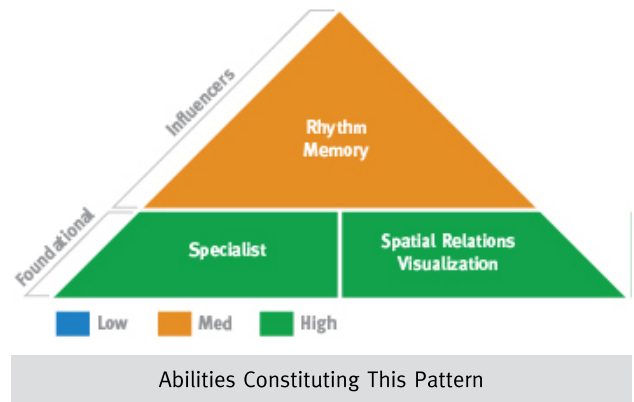 Influencers
Rhythm
Memory
Foundational
Specialist
Spatial Relations
Visualization
Low
Med
High
Abilities Constituting This Pattern